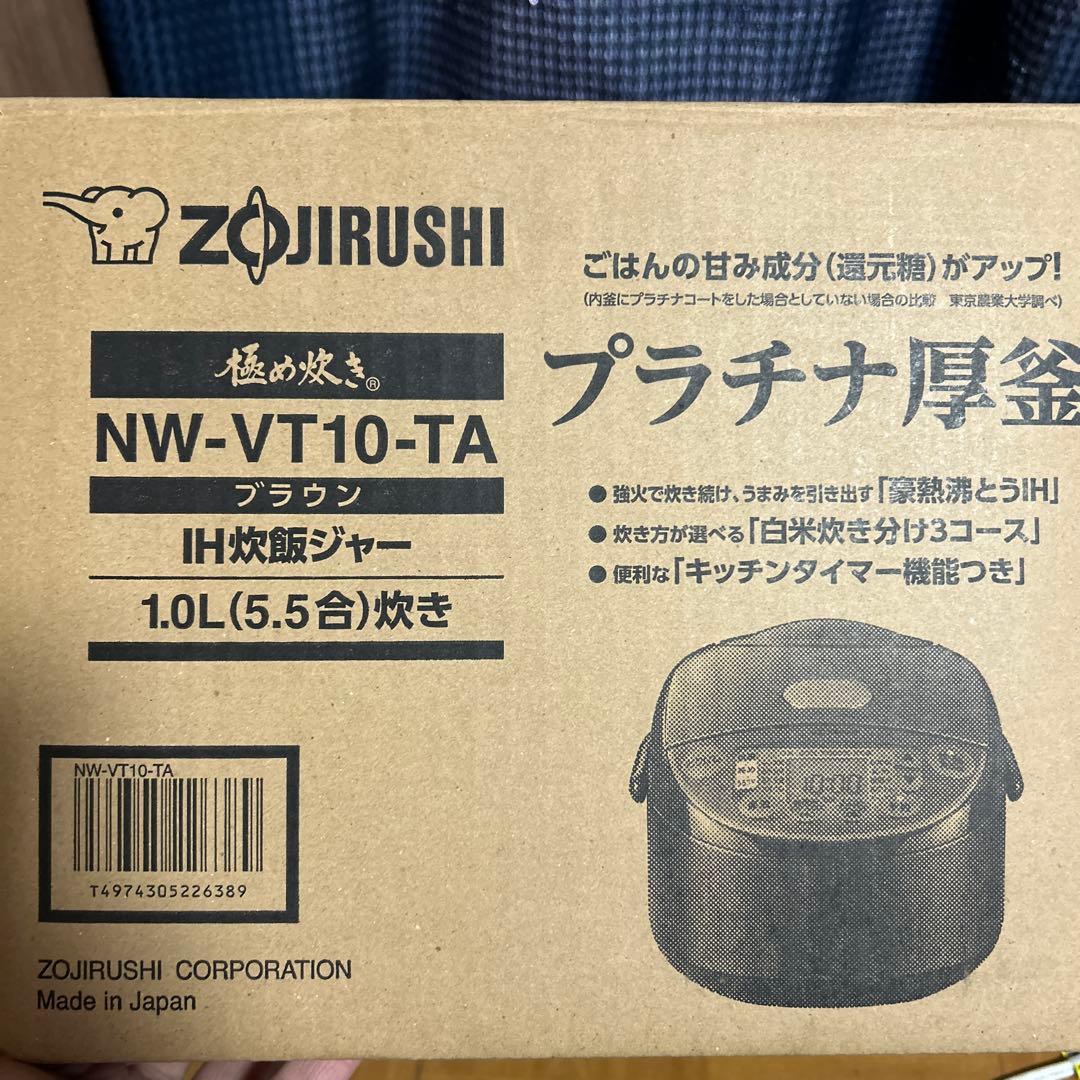 ZOJIRUSHI
極め炊き®
NW-VT10-TA
ブラウン
IH炊飯ジャー
1.0L(5.5合)炊き
ごはんの甘み成分(還元糖)がアップ!
(内釜にプラチナコートをした場合としていない場合の比較 東京農業大学調べ)
プラチナ厚釜
●強火で炊き続け、うまみを引き出す「豪熱沸とうIH」
●炊き方が選べる「白米炊き分け3コース」
●便利な「キッチンタイマー機能つき」
10:00
NW-VT10-TA
T4974305226389
ZOJIRUSHI CORPORATION
Made in Japan